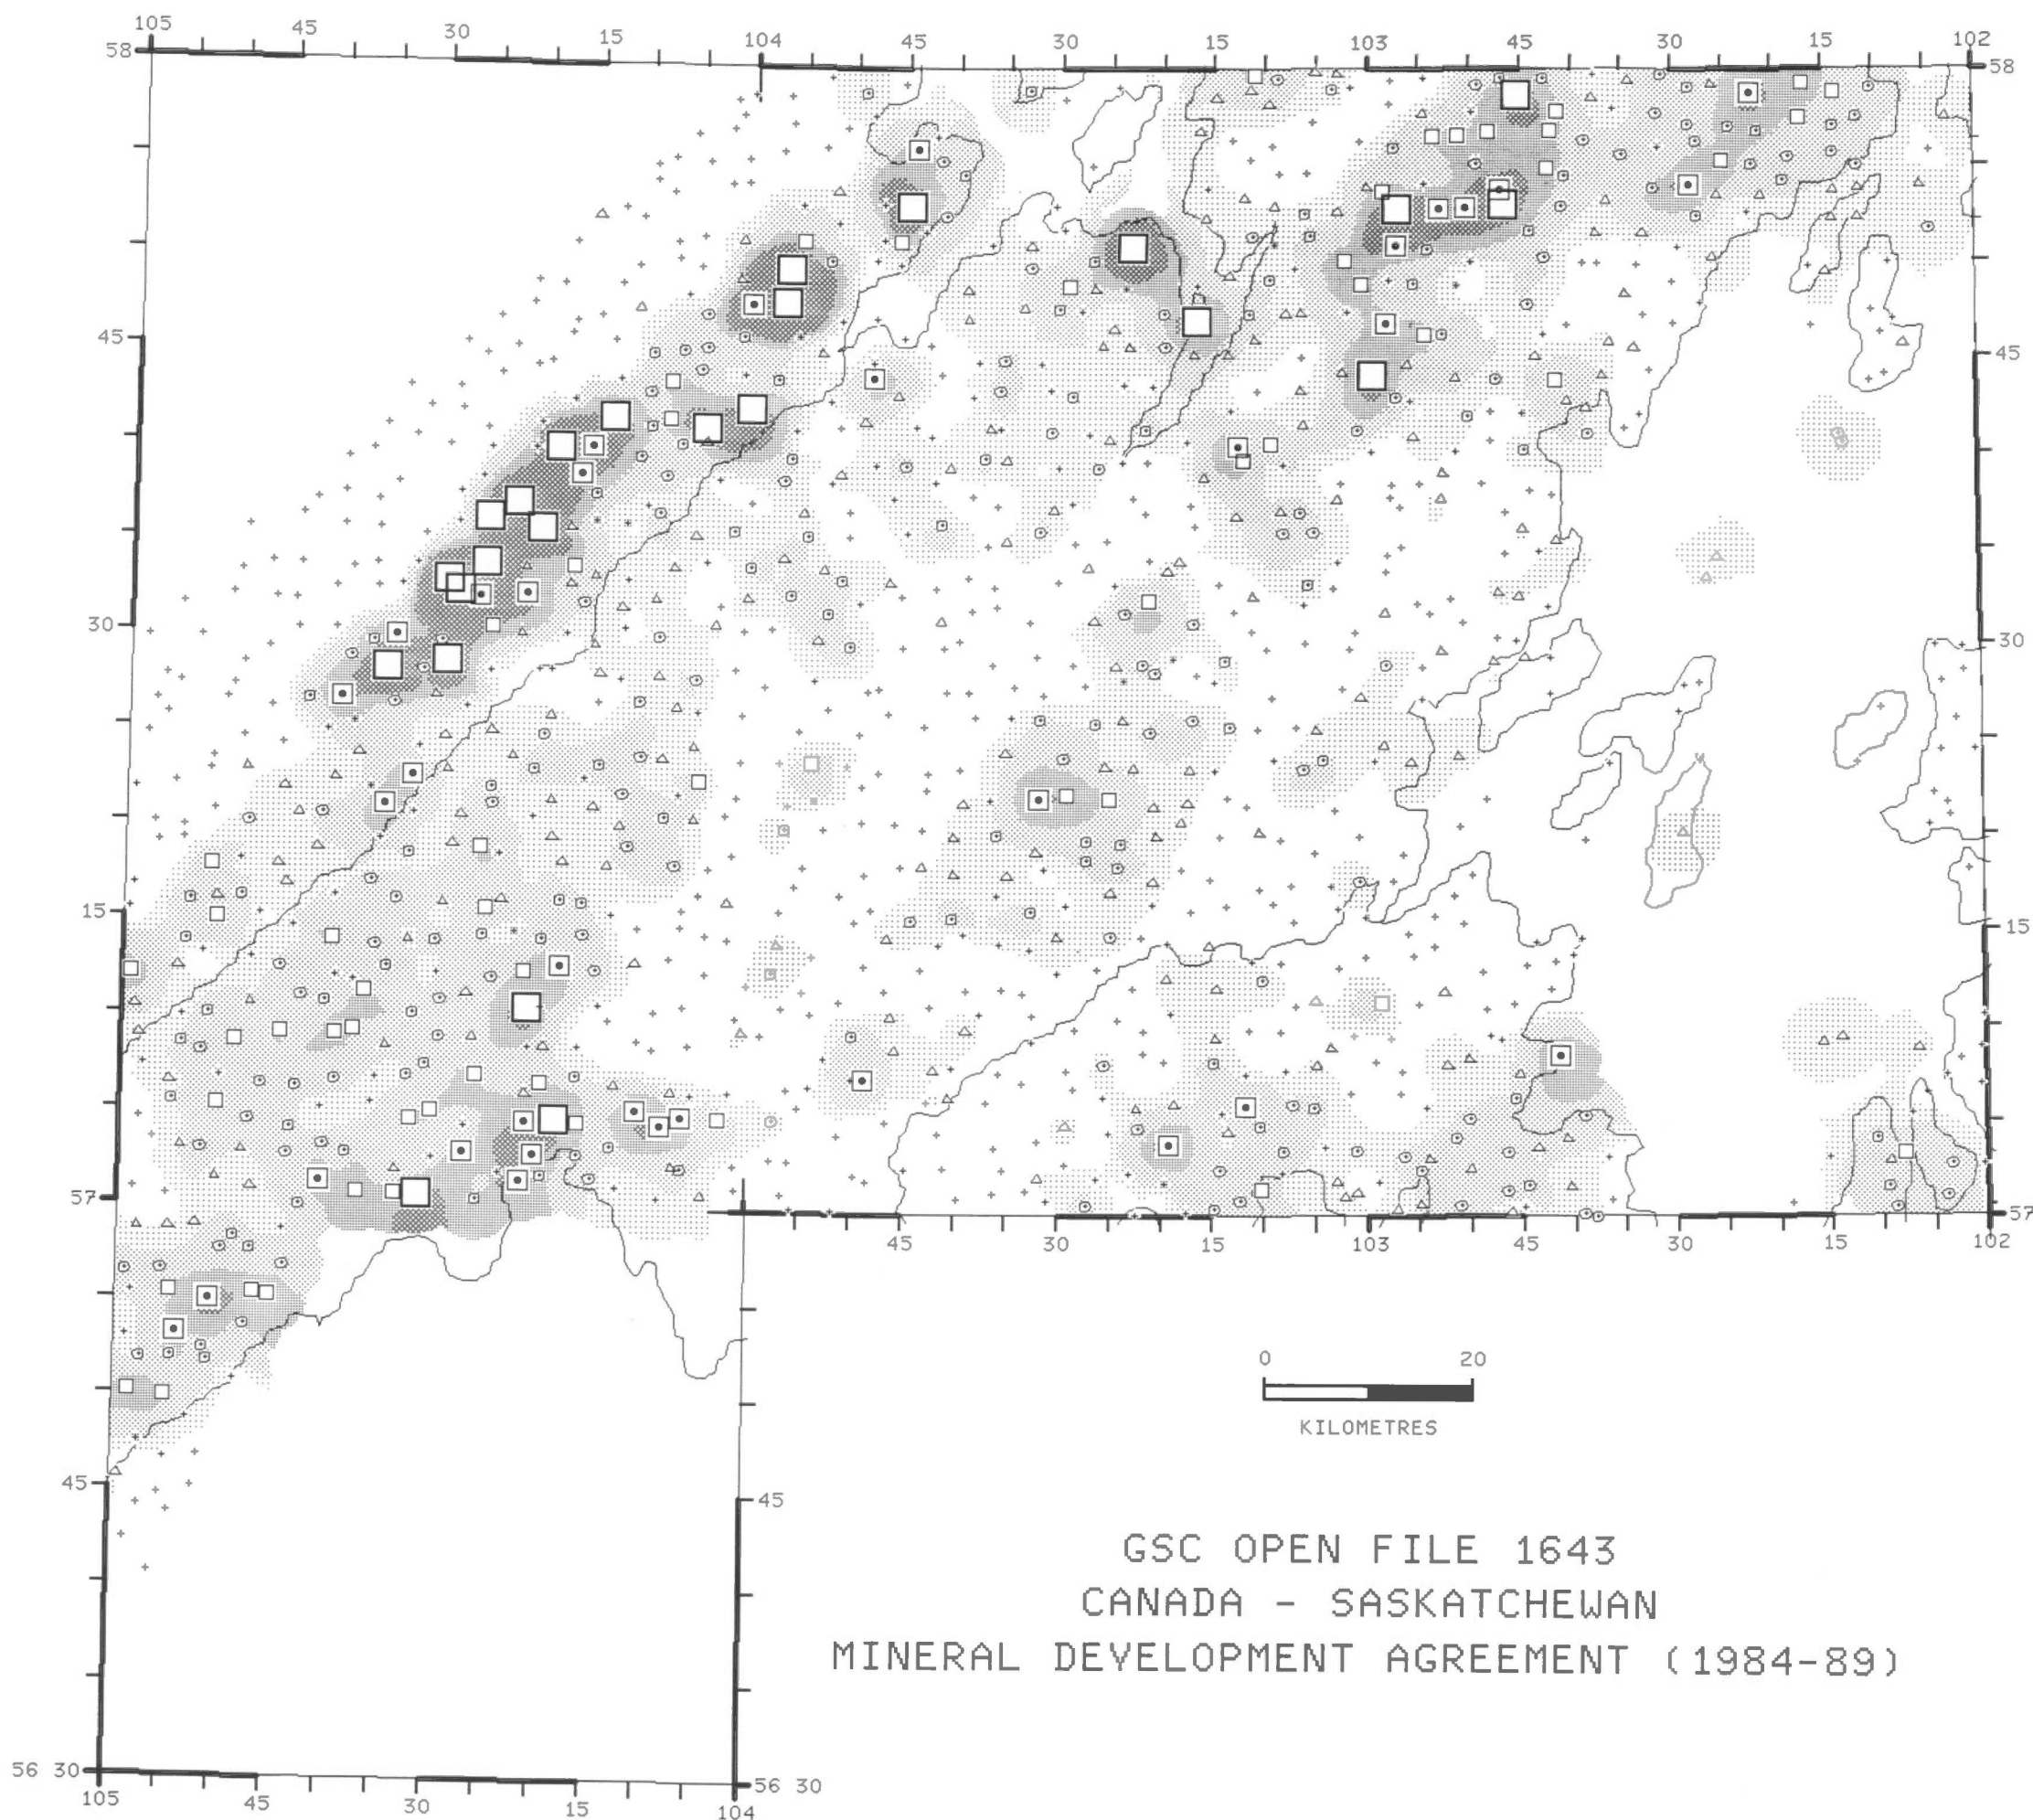 105 45 30 15 104 45 30 15 103 45 30 15 102
58 58
45 45
30 30
15 15
57 57
45 30 15 103 45 30 15 102
0 20
KILOMETRES
45 45
GSC OPEN FILE 1643
CANADA - SASKATCHEWAN
MINERAL DEVELOPMENT AGREEMENT (1984-89)
56 30 56 30
105 45 30 15 104